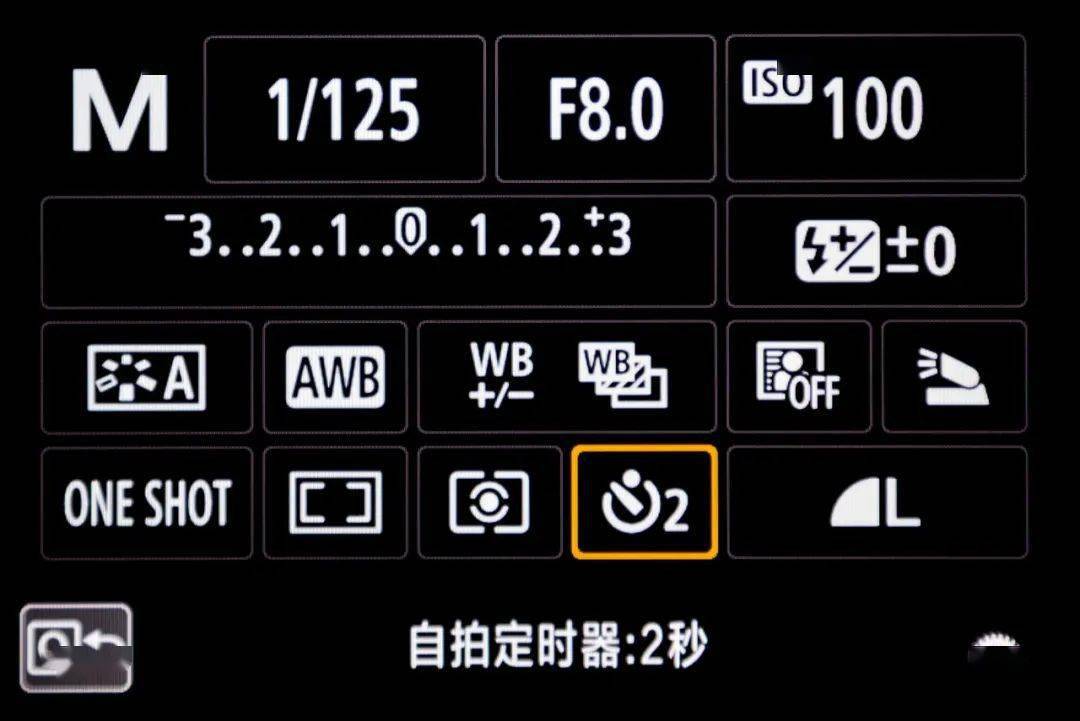 M 1/125 F8.0 ISO 100
-3..2..1..0..1..2.:+3 ±0
A AWB WB +/- WB OFF
ONE SHOT 2 L
Q
自拍定时器:2秒